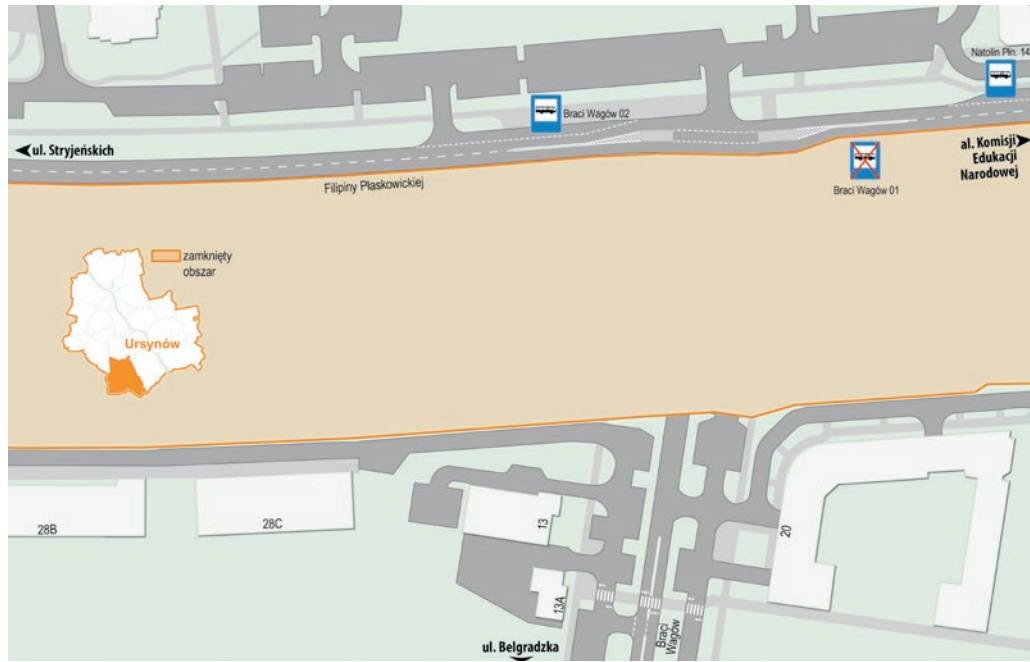 Natolin Płn. 14
Braci Wagów 02
ul. Stryjeńskich
al. Komisji
Edukacji
Narodowej
Filipiny Płaskowickiej
Braci Wagów 01
zamknięty
obszar
Ursynów
28B
28C
13
20
13A
Braci
Wagów
ul. Belgradzka